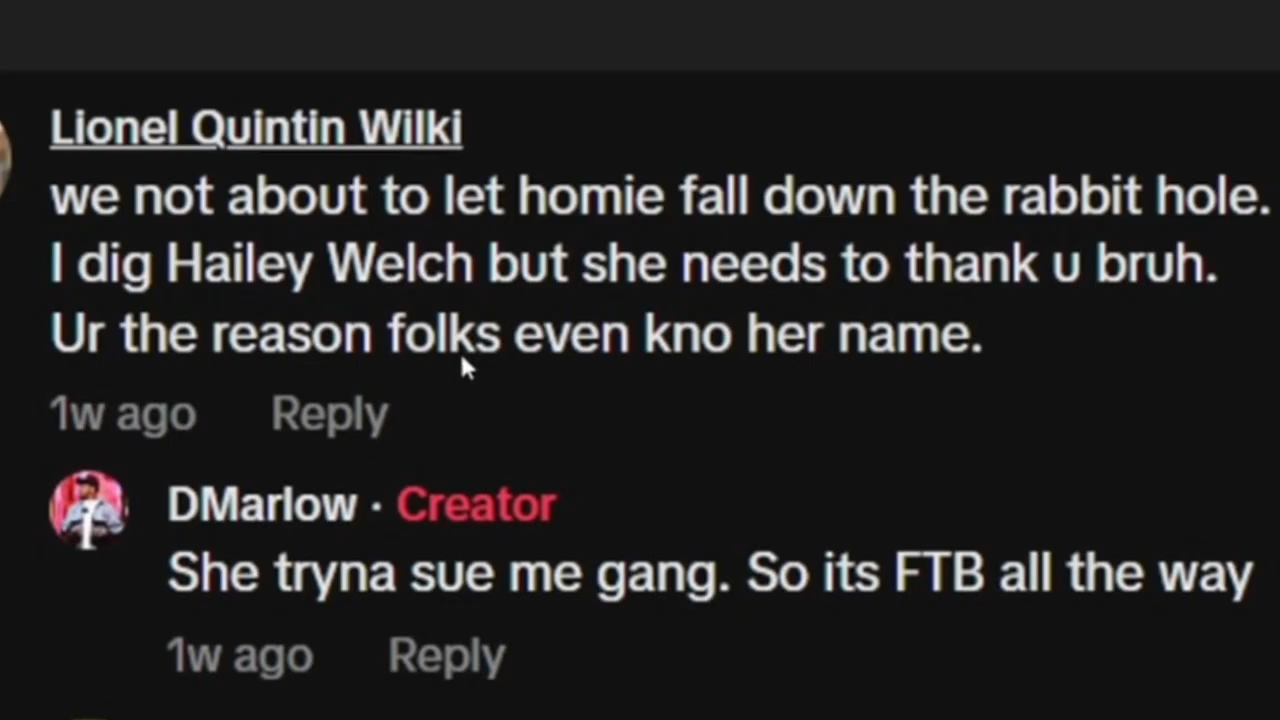 Lionel Quintin Wilki
we not about to let homie fall down the rabbit hole.
I dig Hailey Welch but she needs to thank u bruh.
Ur the reason folks even kno her name.
1w ago Reply
DMarlow · Creator
She tryna sue me gang. So its FTB all the way
1w ago Reply